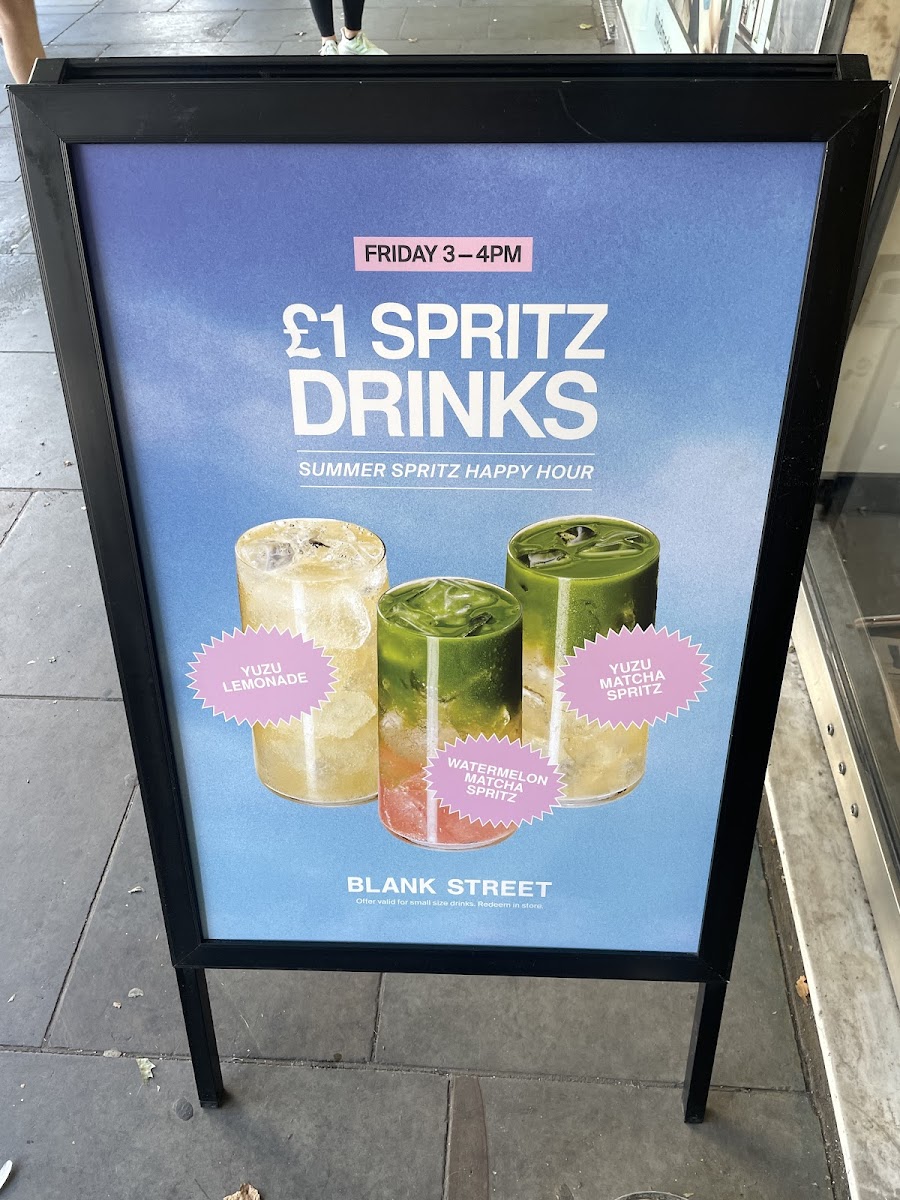 FRIDAY 3–4PM
£1 SPRITZ
DRINKS
SUMMER SPRITZ HAPPY HOUR
YUZU
LEMONADE
WATERMELON
MATCHA
SPRITZ
YUZU
MATCHA
SPRITZ
BLANK STREET
Offer valid for small size drinks. Redeem in store.